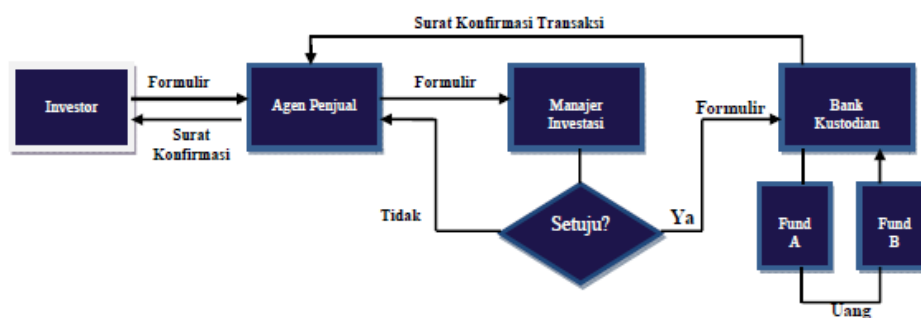 Surat Konfirmasi Transaksi
Investor
Formulir
Surat
Konfirmasi
Agen Penjual
Formulir
Manajer
Investasi
Formulir
Bank
Kustodian
Tidak
Setuju?
Ya
Fund
A
Fund
B
Uang